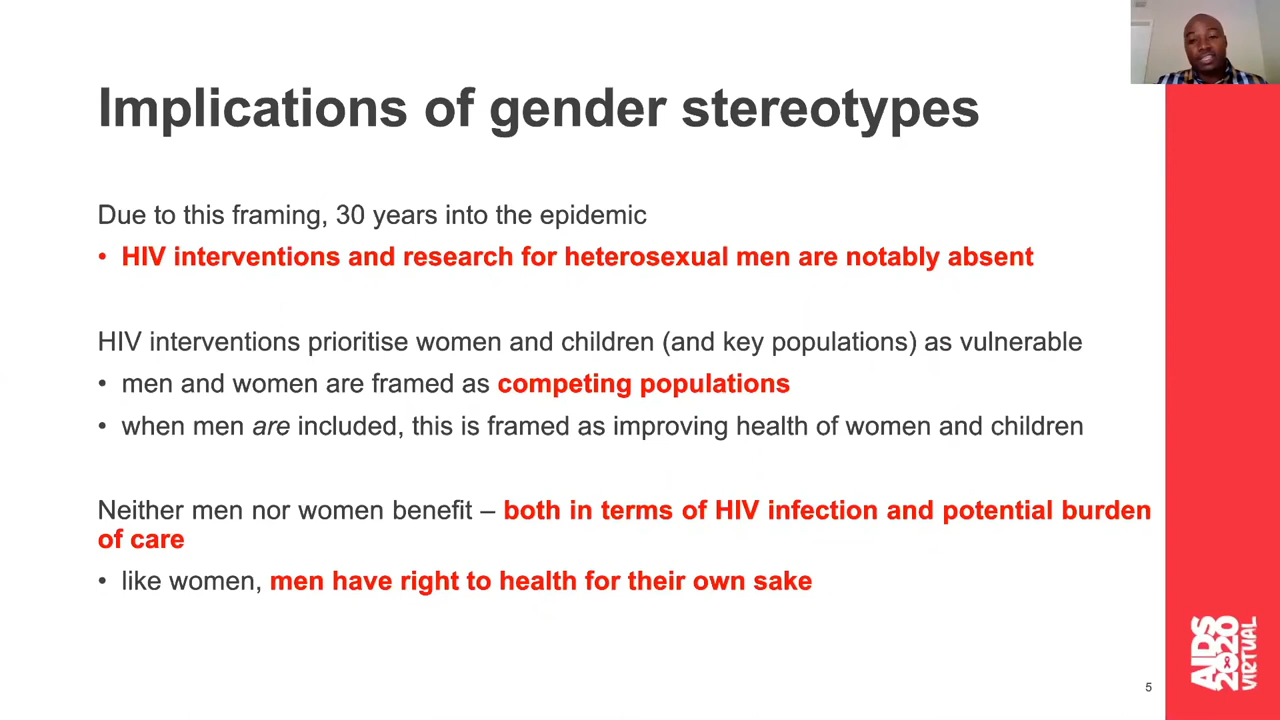 Implications of gender stereotypes
Due to this framing, 30 years into the epidemic
• HIV interventions and research for heterosexual men are notably absent
HIV interventions prioritise women and children (and key populations) as vulnerable
• men and women are framed as competing populations
• when men are included, this is framed as improving health of women and children
Neither men nor women benefit – both in terms of HIV infection and potential burden
of care
• like women, men have right to health for their own sake
5
AIDS
2020
VIRTUAL